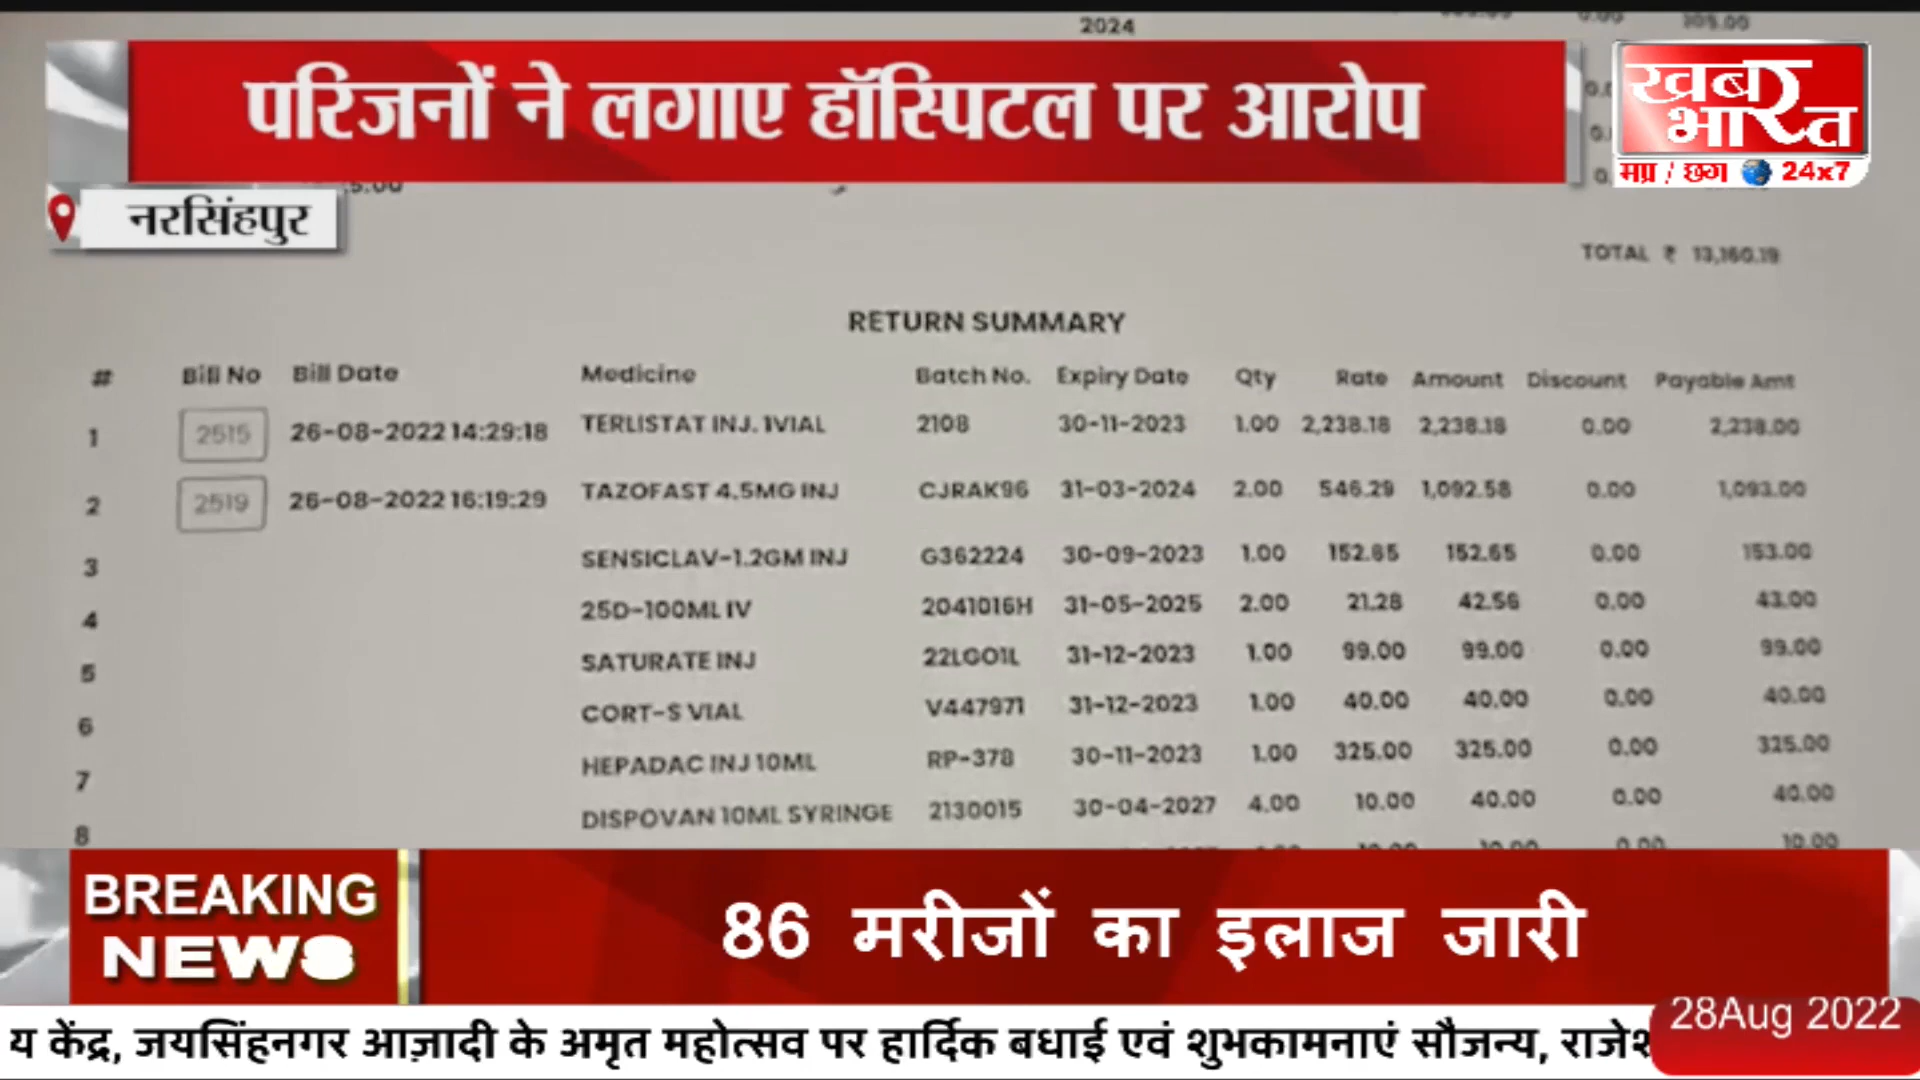 2024
परिजनों ने लगाए हॉस्पिटल पर आरोप
खबर भारत
मप्र / छग 24x7
नरसिंहपुर
TOTAL ₹ 13,160.19
RETURN SUMMARY
# Bill No Bill Date Medicine Batch No. Expiry Date Qty Rate Amount Discount Payable Amt
1 2515 26-08-2022 14:29:18 TERLISTAT INJ. 1VIAL 2108 30-11-2023 1.00 2,238.18 2,238.18 0.00 2,238.00
2 2519 26-08-2022 16:19:29 TAZOFAST 4.5MG INJ CJRAK96 31-03-2024 2.00 546.29 1,092.58 0.00 1,093.00
3 SENSICLAV-1.2GM INJ G362224 30-09-2023 1.00 152.65 152.65 0.00 153.00
4 25D-100ML IV 2041016H 31-05-2025 2.00 21.28 42.56 0.00 43.00
5 SATURATE INJ 22LG01L 31-12-2023 1.00 99.00 99.00 0.00 99.00
6 CORT-S VIAL V447971 31-12-2023 1.00 40.00 40.00 0.00 40.00
7 HEPADAC INJ 10ML RP-378 30-11-2023 1.00 325.00 325.00 0.00 325.00
8 DISPOVAN 10ML SYRINGE 2130015 30-04-2027 4.00 10.00 40.00 0.00 40.00
BREAKING NEWS
86 मरीजों का इलाज जारी
28Aug 2022
य केंद्र, जयसिंहनगर आज़ादी के अमृत महोत्सव पर हार्दिक बधाई एवं शुभकामनाएं सौजन्य,